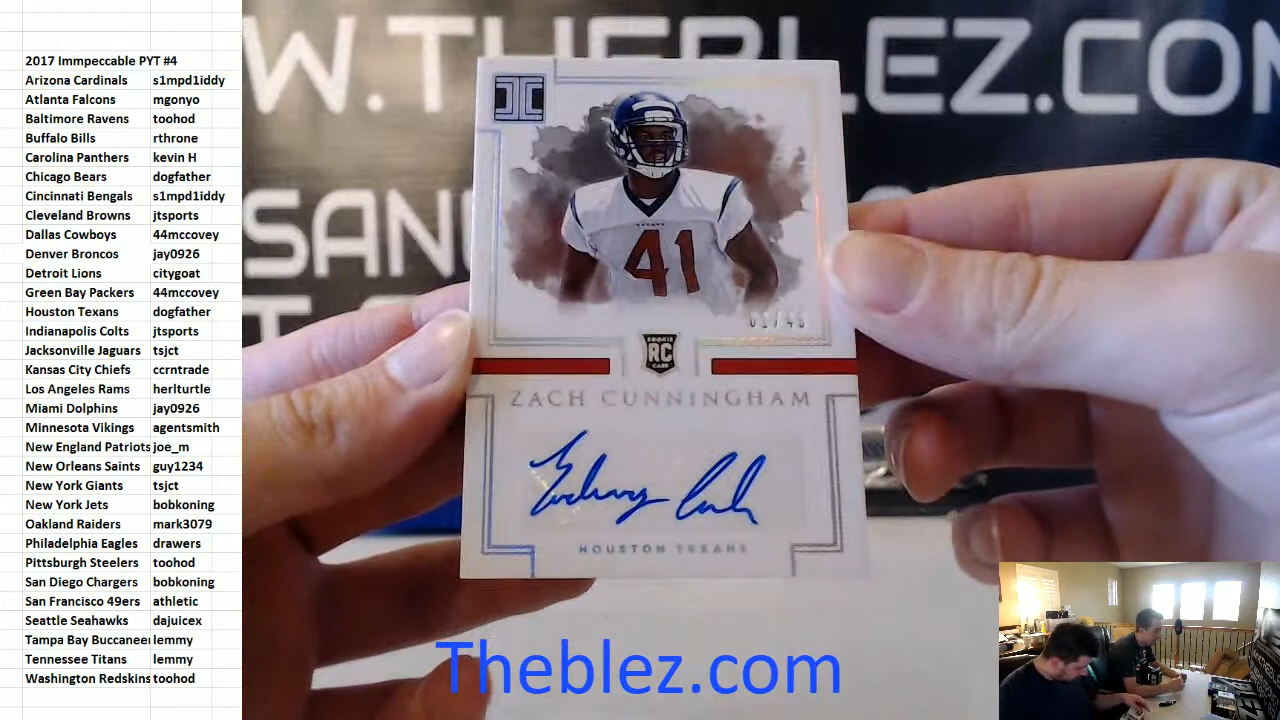 2017 Immpeccable PYT #4
Arizona Cardinals s1mpd1iddy
Atlanta Falcons mgonyo
Baltimore Ravens toohod
Buffalo Bills rthrone
Carolina Panthers kevin H
Chicago Bears dogfather
Cincinnati Bengals s1mpd1iddy
Cleveland Browns jtsports
Dallas Cowboys 44mccovey
Denver Broncos jay0926
Detroit Lions citygoat
Green Bay Packers 44mccovey
Houston Texans dogfather
Indianapolis Colts jtsports
Jacksonville Jaguars tsjct
Kansas City Chiefs ccrntrade
Los Angeles Rams herlturtle
Miami Dolphins jay0926
Minnesota Vikings agentsmith
New England Patriots joe_m
New Orleans Saints guy1234
New York Giants tsjct
New York Jets bobkoning
Oakland Raiders mark3079
Philadelphia Eagles drawers
Pittsburgh Steelers toohod
San Diego Chargers bobkoning
San Francisco 49ers athletic
Seattle Seahawks dajuicex
Tampa Bay Buccaneer lemmy
Tennessee Titans lemmy
Washington Redskins toohod
W.THEBLEZ.CO
SAN
41
ROOKIE
RC
CARD
ZACH CUNNINGHAM
HOUSTON TEXANS
Theblez.com